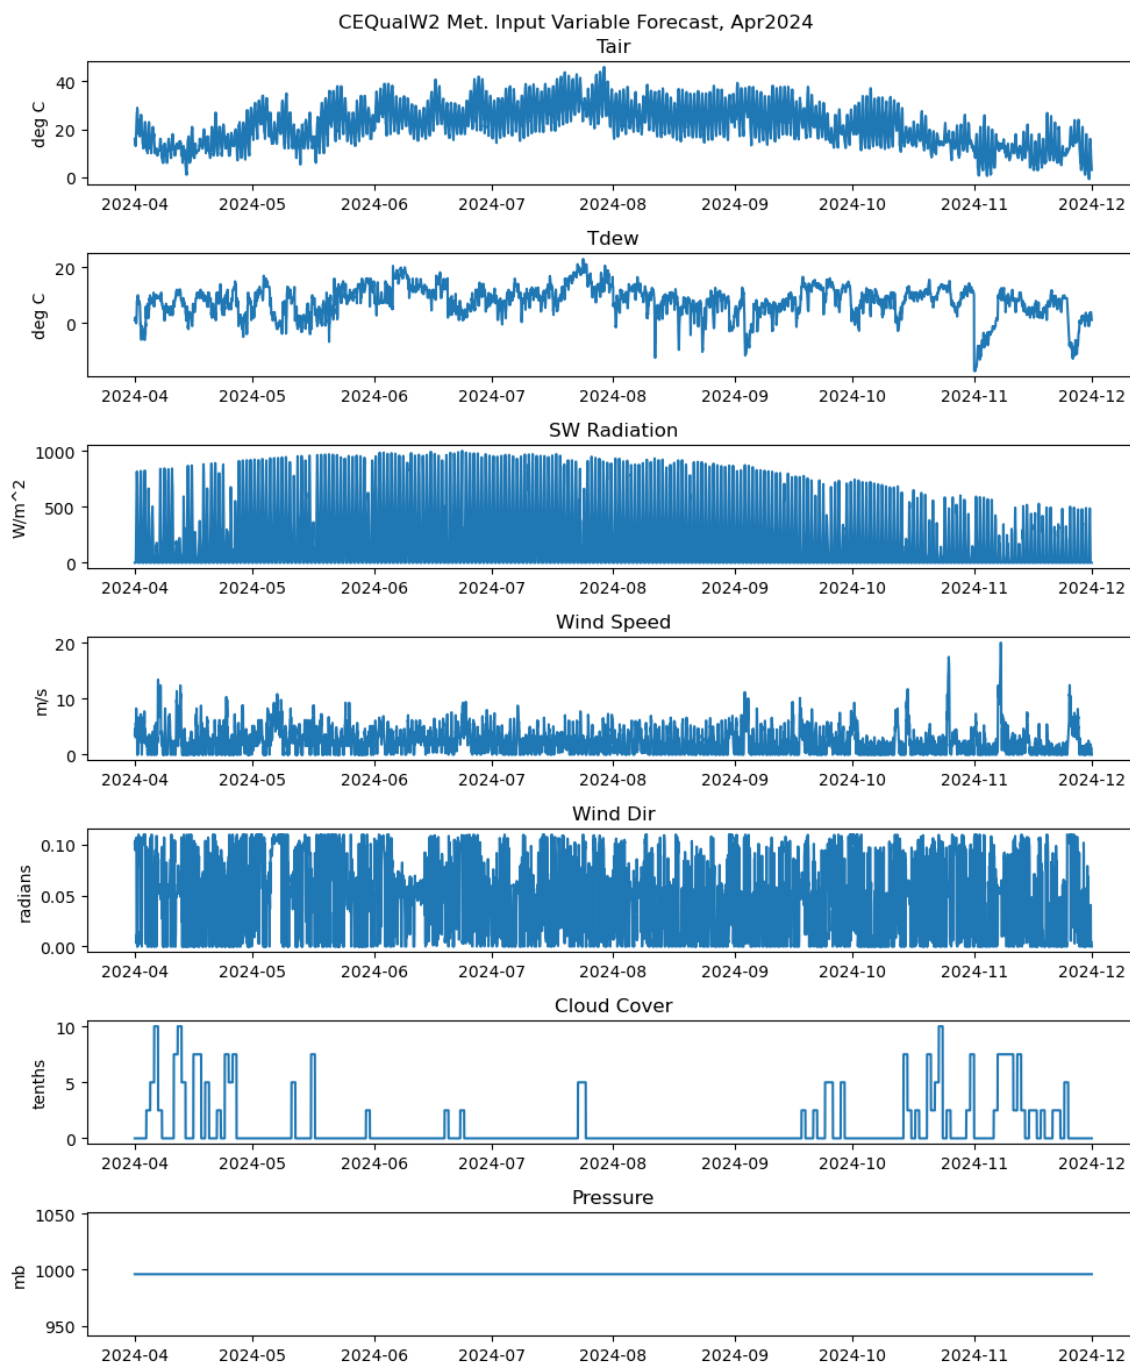 CEQualW2 Met. Input Variable Forecast, Apr2024
Tair
deg C
40
20
0
2024-04 2024-05 2024-06 2024-07 2024-08 2024-09 2024-10 2024-11 2024-12
Tdew
deg C
20
0
2024-04 2024-05 2024-06 2024-07 2024-08 2024-09 2024-10 2024-11 2024-12
SW Radiation
W/m^2
1000
500
0
2024-04 2024-05 2024-06 2024-07 2024-08 2024-09 2024-10 2024-11 2024-12
Wind Speed
m/s
20
10
0
2024-04 2024-05 2024-06 2024-07 2024-08 2024-09 2024-10 2024-11 2024-12
Wind Dir
radians
0.10
0.05
0.00
2024-04 2024-05 2024-06 2024-07 2024-08 2024-09 2024-10 2024-11 2024-12
Cloud Cover
tenths
10
5
0
2024-04 2024-05 2024-06 2024-07 2024-08 2024-09 2024-10 2024-11 2024-12
Pressure
mb
1050
1000
950
2024-04 2024-05 2024-06 2024-07 2024-08 2024-09 2024-10 2024-11 2024-12